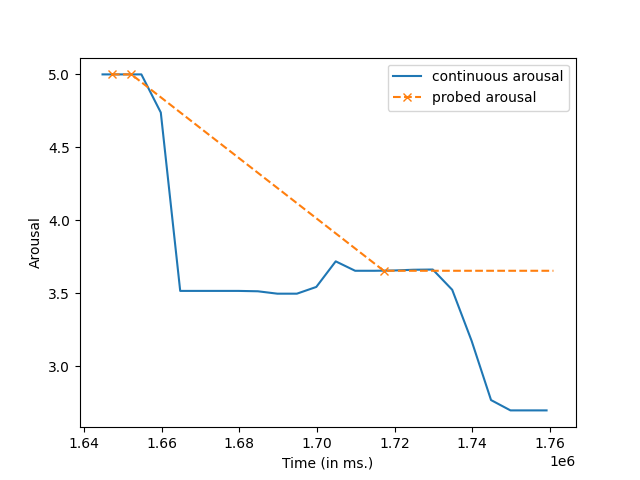 continuous arousal
probed arousal
5.0
4.5
4.0
3.5
3.0
Arousal
1.64 1.66 1.68 1.70 1.72 1.74 1.76
1e6
Time (in ms.)